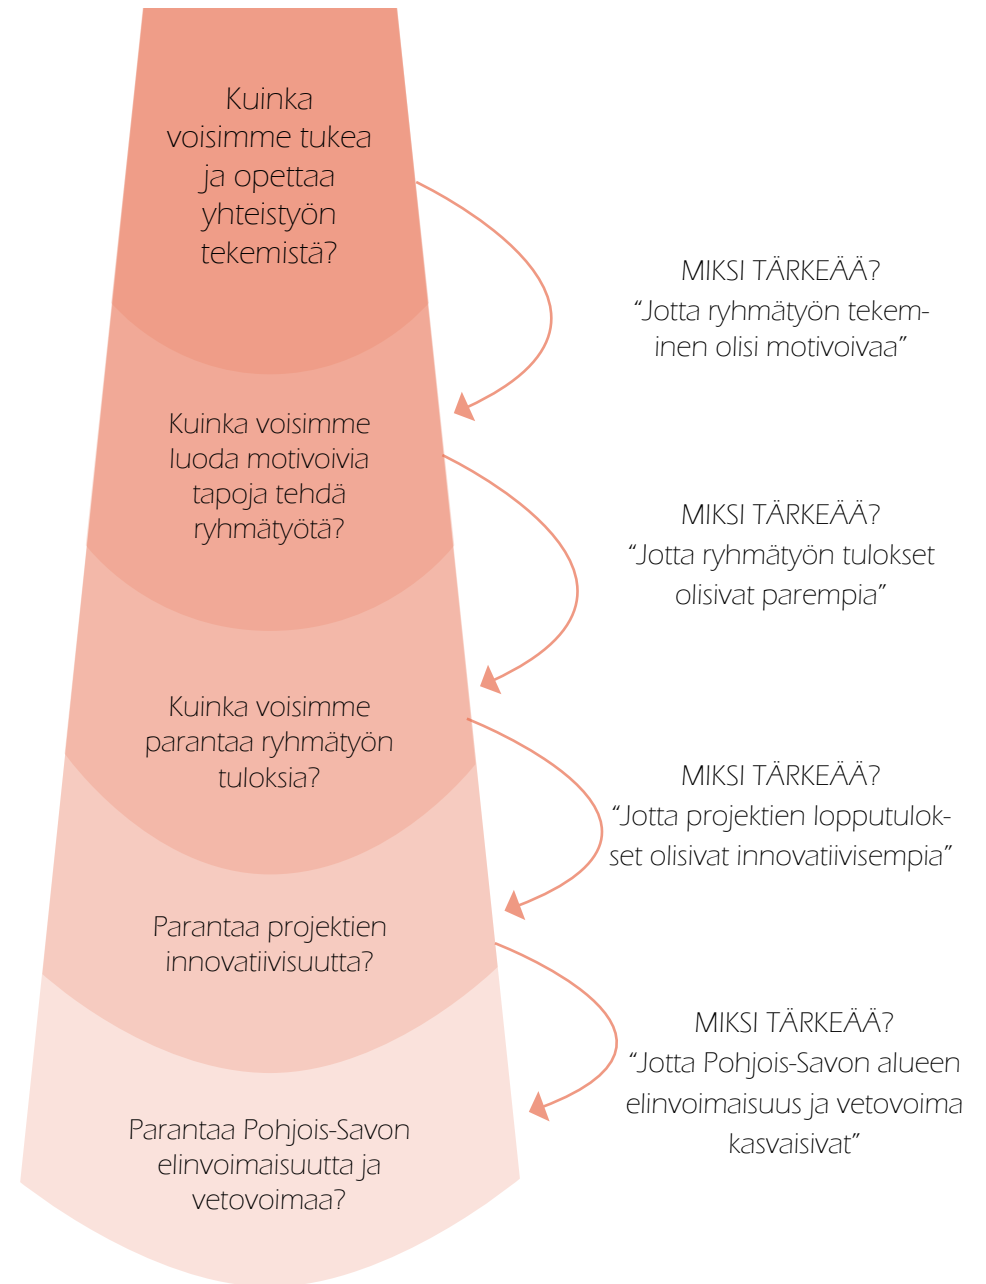 Kuinka
voisimme tukea
ja opettaa
yhteistyön
tekemistä?
MIKSI TÄRKEÄÄ?
“Jotta ryhmätyön tekem-
inen olisi motivoivaa”
Kuinka voisimme
luoda motivoivia
tapoja tehdä
ryhmätyötä?
MIKSI TÄRKEÄÄ?
“Jotta ryhmätyön tulokset
olisivat parempia”
Kuinka voisimme
parantaa ryhmätyön
tuloksia?
MIKSI TÄRKEÄÄ?
“Jotta projektien lopputulok-
set olisivat innovatiivisempia”
Parantaa projektien
innovatiivisuutta?
MIKSI TÄRKEÄÄ?
“Jotta Pohjois-Savon alueen
elinvoimaisuus ja vetovoima
kasvaisivat”
Parantaa Pohjois-Savon
elinvoimaisuutta ja
vetovoimaa?